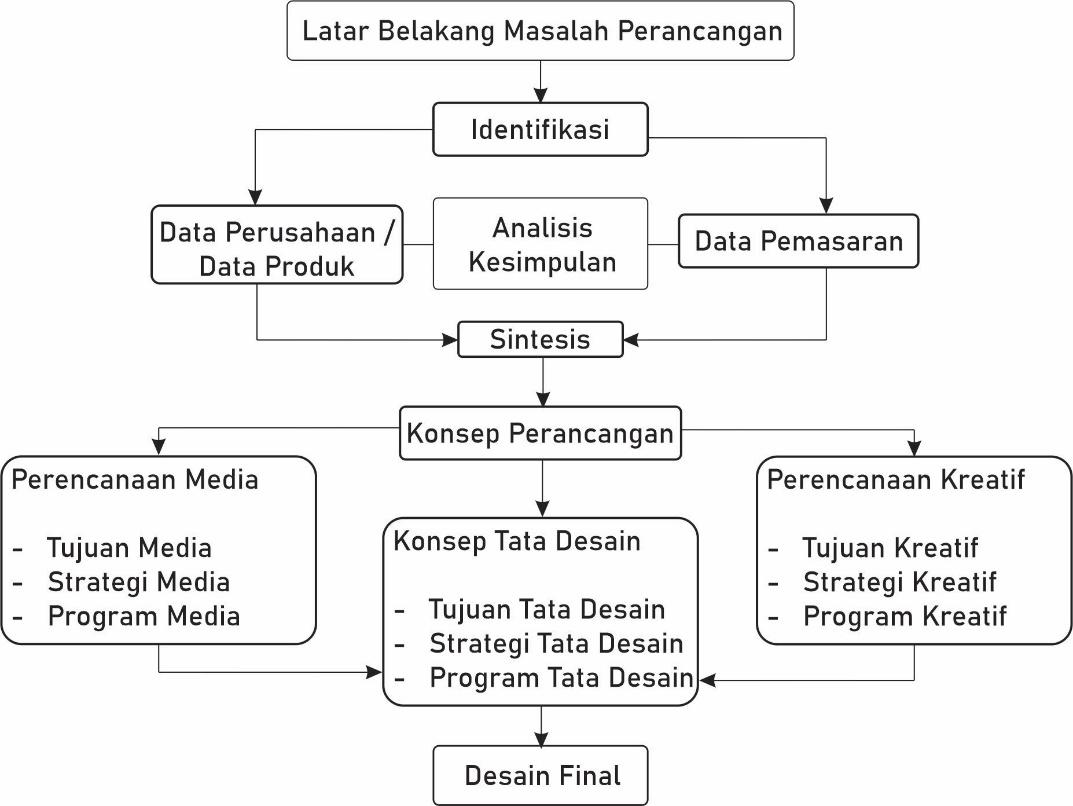 Latar Belakang Masalah Perancangan
Identifikasi
Data Perusahaan /
Data Produk
Analisis
Kesimpulan
Data Pemasaran
Sintesis
Konsep Perancangan
Perencanaan Media
- Tujuan Media
- Strategi Media
- Program Media
Konsep Tata Desain
- Tujuan Tata Desain
- Strategi Tata Desain
- Program Tata Desain
Perencanaan Kreatif
- Tujuan Kreatif
- Strategi Kreatif
- Program Kreatif
Desain Final